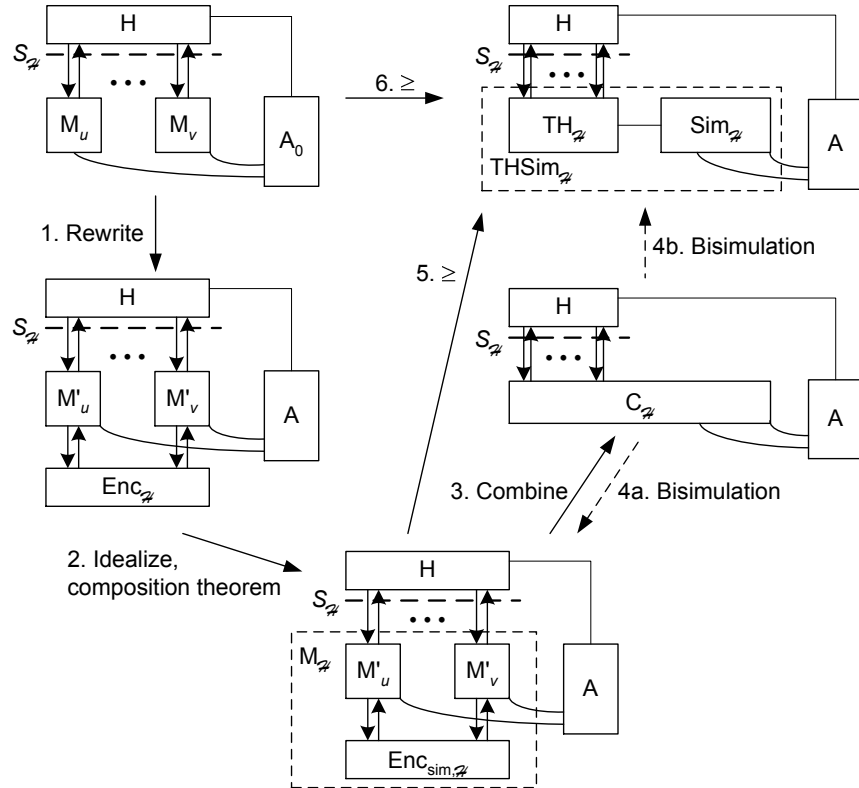 H
S_ℋ
• • •
M_u
M_v
A_0
6. ≥
H
S_ℋ
• • •
TH_ℋ
Sim_ℋ
THSim_ℋ
A
1. Rewrite
H
S_ℋ
• • •
M'_u
M'_v
A
Enc_ℋ
5. ≥
4b. Bisimulation
H
S_ℋ
• • •
C_ℋ
A
3. Combine
4a. Bisimulation
2. Idealize,
composition theorem
H
S_ℋ
• • •
M_ℋ
M'_u
M'_v
A
Enc_sim,ℋ